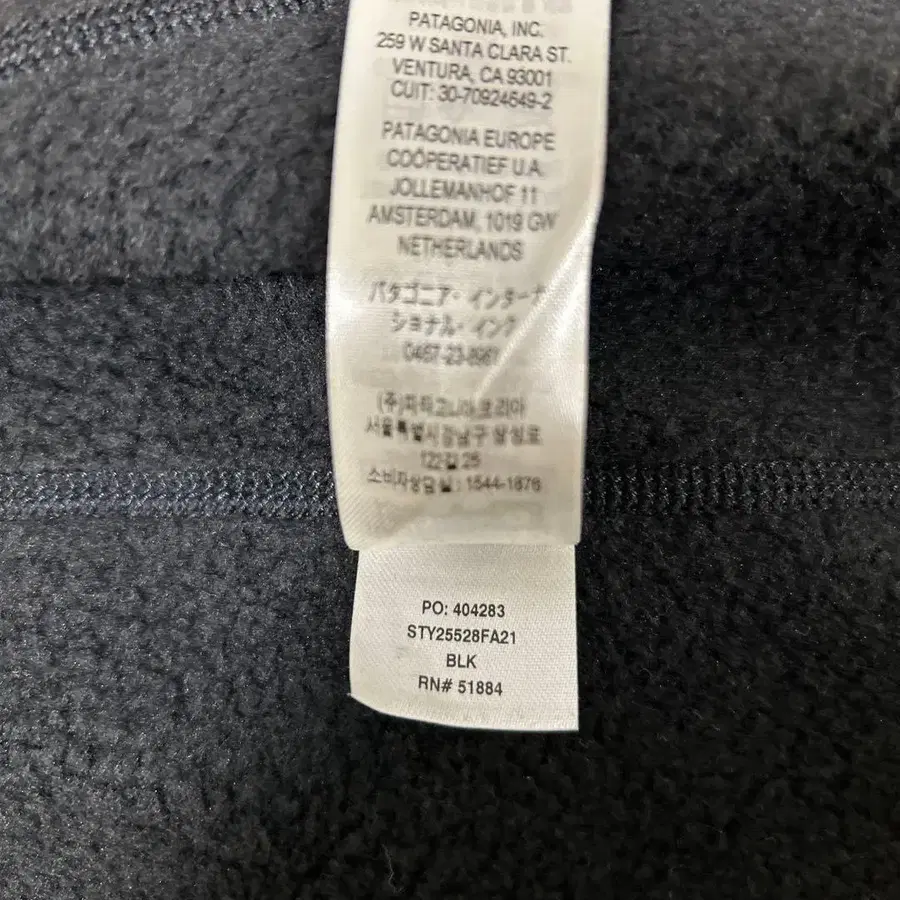 PATAGONIA, INC.
259 W SANTA CLARA ST.
VENTURA, CA 93001
CUIT: 30-70924649-2
PATAGONIA EUROPE
COÖPERATIEF U.A.
JOLLEMANHOF 11
AMSTERDAM, 1019 GW
NETHERLANDS
パタゴニア・インターナ
ショナル・インク
0467-23-8961
(주)파타고니아코리아
서울특별시강남구 삼성로
122길 25
소비자상담실 : 1544-1876
PO: 404283
STY25528FA21
BLK
RN# 51884